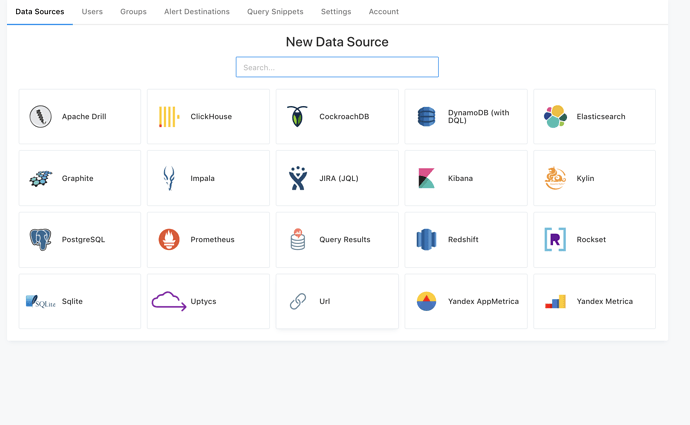 Data Sources Users Groups Alert Destinations Query Snippets Settings Account
New Data Source
Search...
Apache Drill ClickHouse CockroachDB DynamoDB (with DQL) Elasticsearch
Graphite Impala JIRA (JQL) Kibana Kylin
PostgreSQL Prometheus Query Results Redshift R Rockset
SQLite Sqlite Uptycs Url Yandex AppMetrica Yandex Metrica